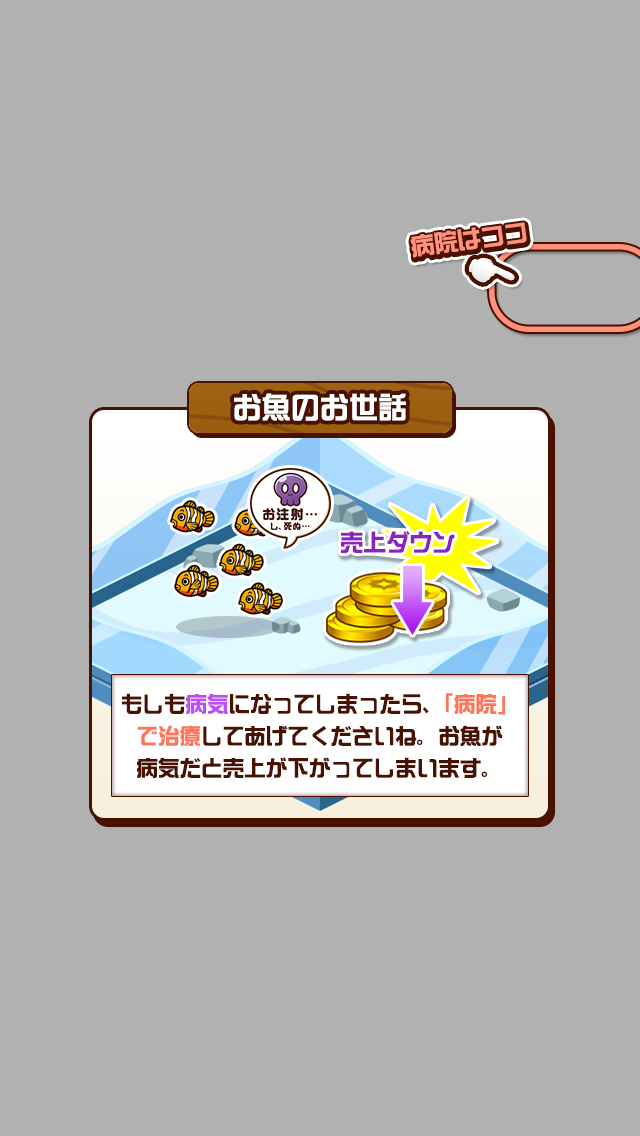 病院はココ
お魚のお世話
お注射…
し、死ぬ…
売上ダウン
もしも病気になってしまったら、「病院」
で治療してあげてくださいね。お魚が
病気だと売上が下がってしまいます。